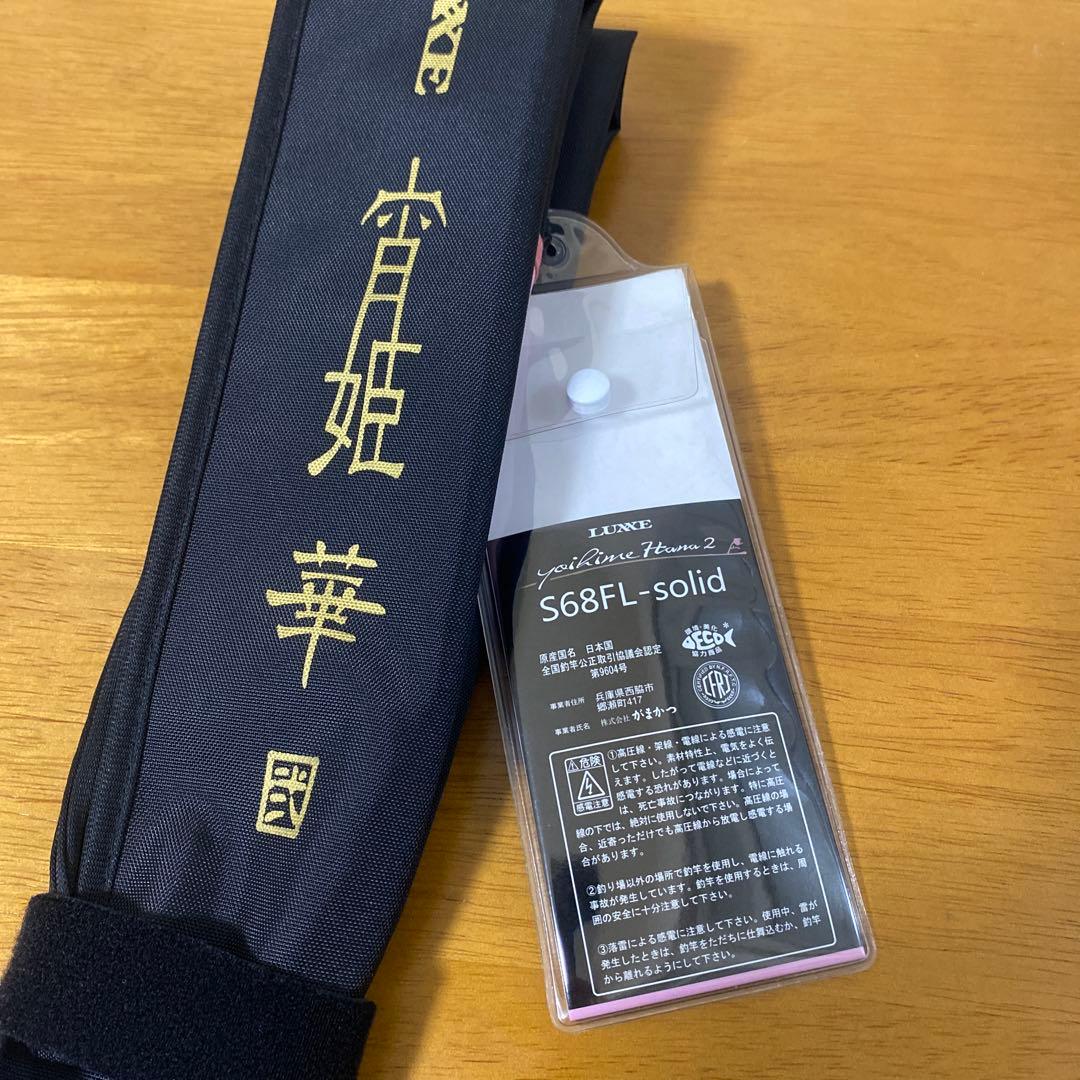 宵姫
華
弐
LUXXE
yoihime Hana 2
S68FL-solid
原産国名 日本国
全国釣竿公正取引協議会認定
第9604号
事業者住所 兵庫県西脇市
郷瀬町417
事業者氏名 株式会社 がまかつ
環境・美化
ECO
協力商品
CFR
危険
感電注意
①高圧線・架線・電線による感電に注意
して下さい。素材特性上、電気をよく伝
えます。したがって電線などに近づくと
感電する恐れがあります。場合によって
は、死亡事故につながります。特に高圧
線の下では、絶対に使用しないで下さい。高圧線の場
合、近寄っただけでも高圧線から放電し感電する場
合があります。
②釣り場以外の場所で釣竿を使用し、電線に触れる
事故が発生しています。釣竿を使用するときは、周
囲の安全に十分注意して下さい。
③落雷による感電に注意して下さい。使用中、雷が
発生したときは、釣竿をただちに仕舞込むか、釣竿
から離れるようにして下さい。